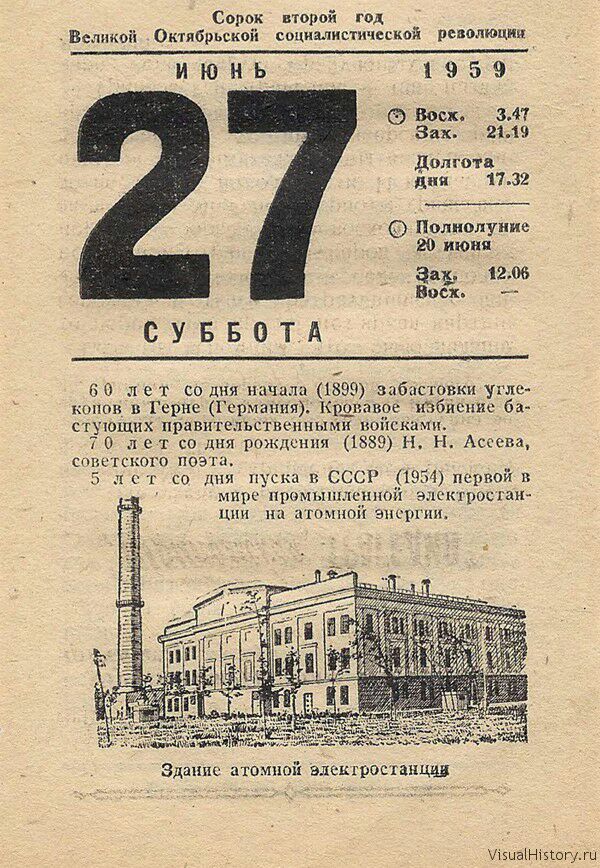 Сорок второй год
Великой Октябрьской социалистической революции
ИЮНЬ 1959
27
Восх. 3.47
Зах. 21.19
Долгота
дня 17.32
Полнолуние
20 июня
Зах. 12.06
Восх. —
СУББОТА
60 лет со дня начала (1899) забастовки угле-
копов в Герне (Германия). Кровавое избиение ба-
стующих правительственными войсками.
70 лет со дня рождения (1889) Н. Н. Асеева,
советского поэта.
5 лет со дня пуска в СССР (1954) первой в
мире промышленной электростан-
ции на атомной энергии.
Здание атомной электростанции
VisualHistory.ru